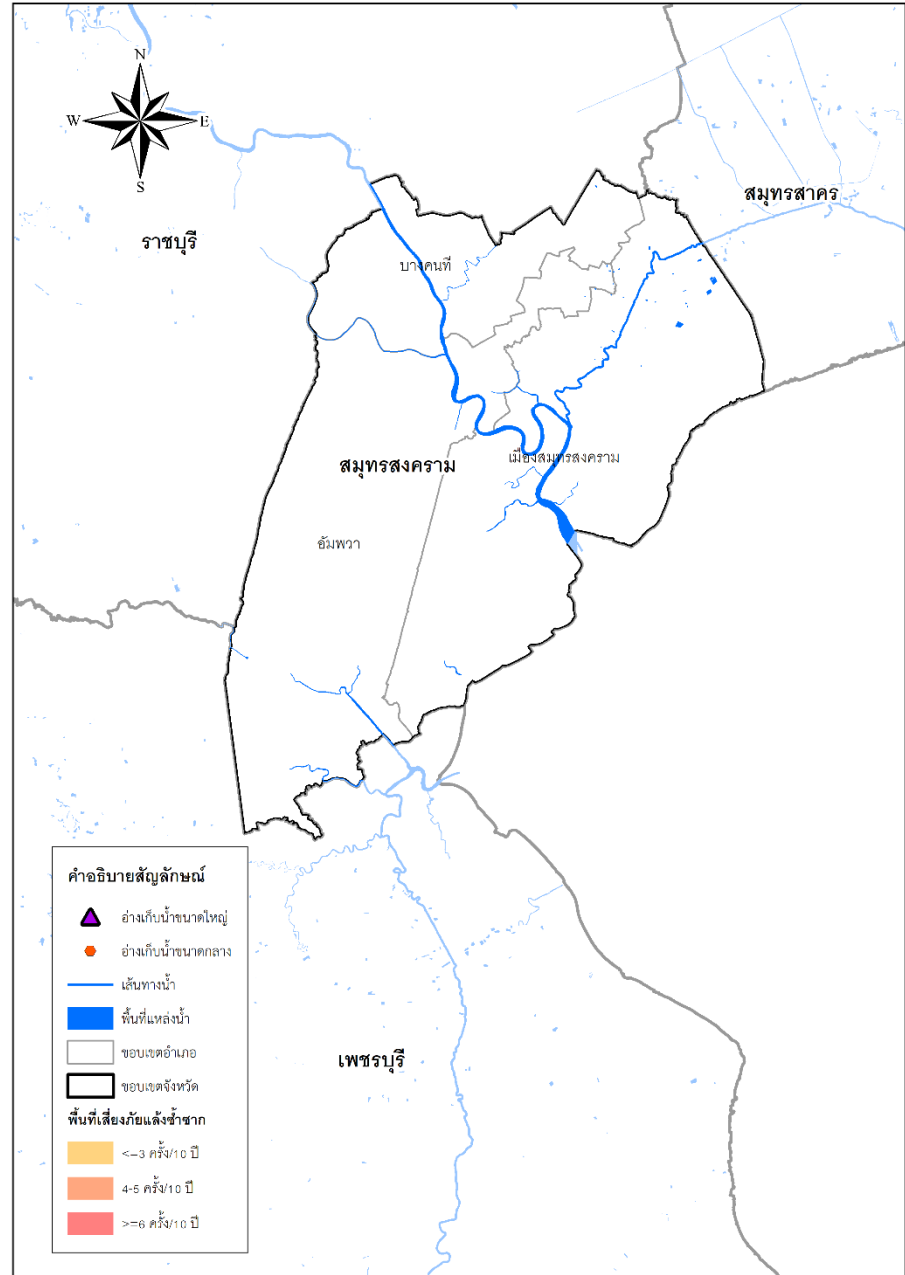 N
W E
S
สมุทรสาคร
ราชบุรี
บางคนที
สมุทรสงคราม
เมืองสมุทรสงคราม
อัมพวา
คำอธิบายสัญลักษณ์
อ่างเก็บน้ำขนาดใหญ่
อ่างเก็บน้ำขนาดกลาง
เส้นทางน้ำ
พื้นที่แหล่งน้ำ
ขอบเขตอำเภอ
ขอบเขตจังหวัด
เพชรบุรี
พื้นที่เสี่ยงภัยแล้งซ้ำซาก
<=3 ครั้ง/10 ปี
4-5 ครั้ง/10 ปี
>=6 ครั้ง/10 ปี